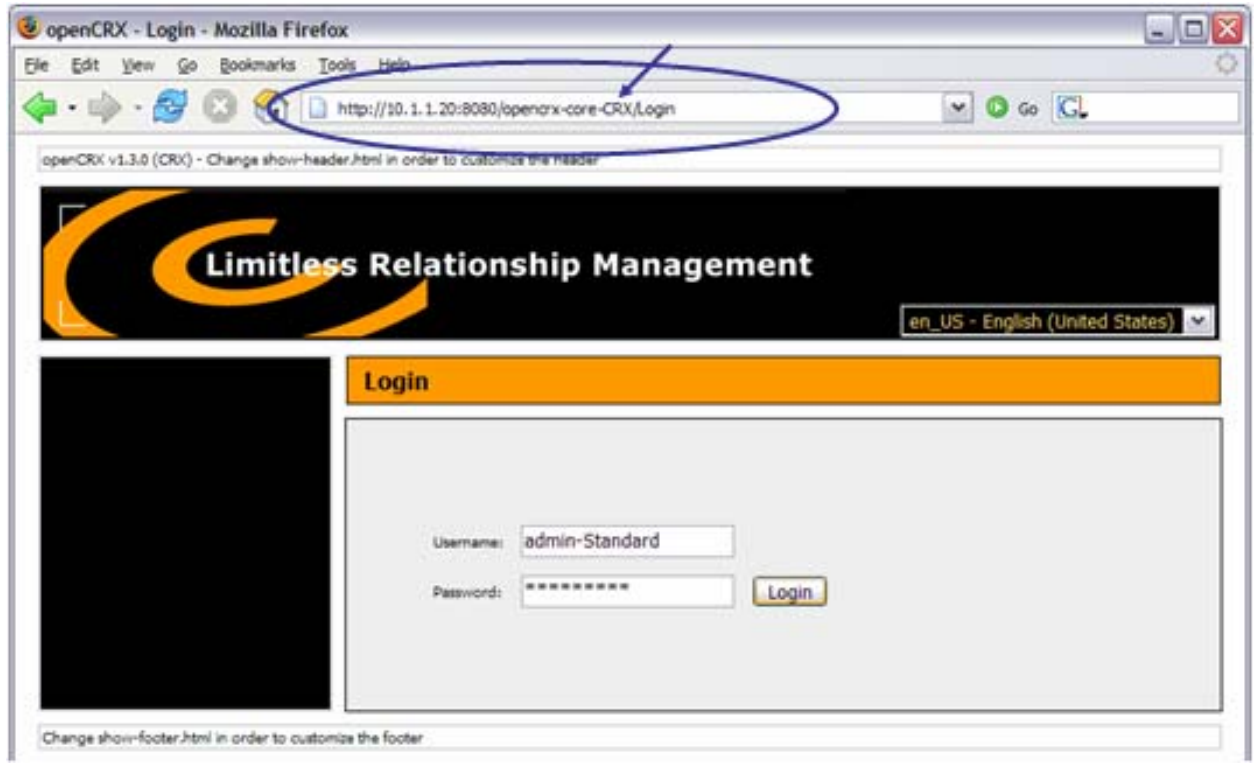 openCRX - Login - Mozilla Firefox
File Edit View Go Bookmarks Tools Help
http://10.1.1.20:8080/opencrx-core-CRX/Login Go G
openCRX v1.3.0 (CRX) - Change show-header.html in order to customize the header
Limitless Relationship Management
en_US - English (United States)
Login
Username: admin-Standard
Password: ********* Login
Change show-footer.html in order to customize the footer